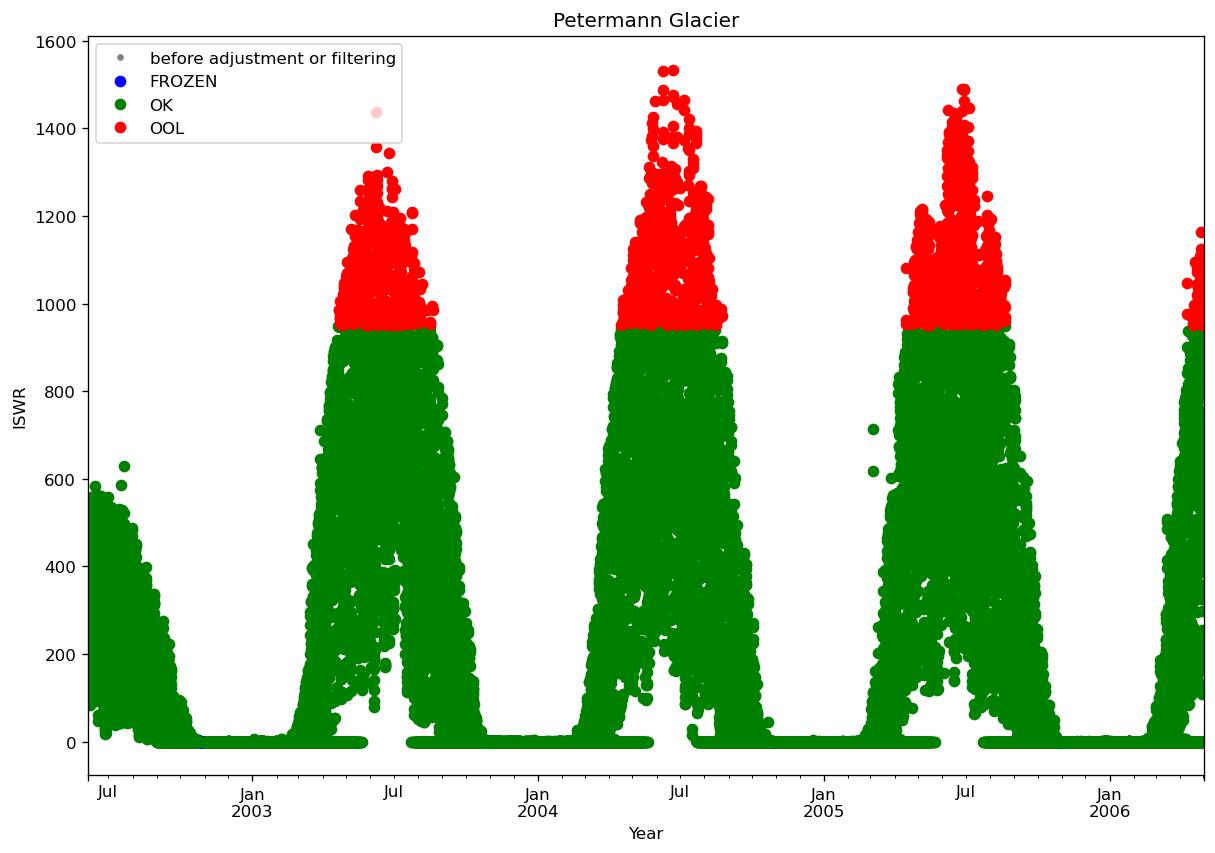 Petermann Glacier
before adjustment or filtering
FROZEN
OK
OOL
1600
1400
1200
1000
800
600
400
200
0
ISWR
Jul
Jan
2003
Jul
Jan
2004
Jul
Jan
2005
Jul
Jan
2006
Year